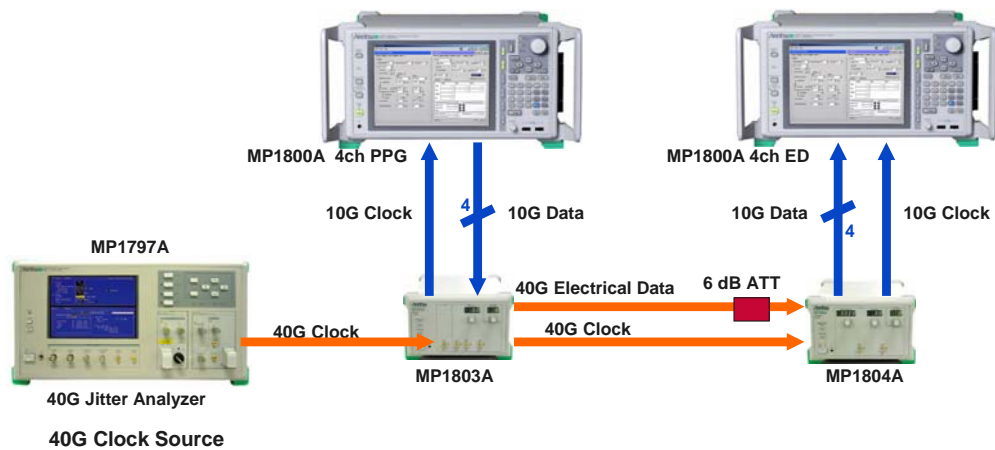 MP1800A 4ch PPG
MP1800A 4ch ED
10G Clock
4
10G Data
10G Data
4
10G Clock
MP1797A
40G Clock
40G Electrical Data
6 dB ATT
40G Clock
MP1803A
MP1804A
40G Jitter Analyzer
40G Clock Source